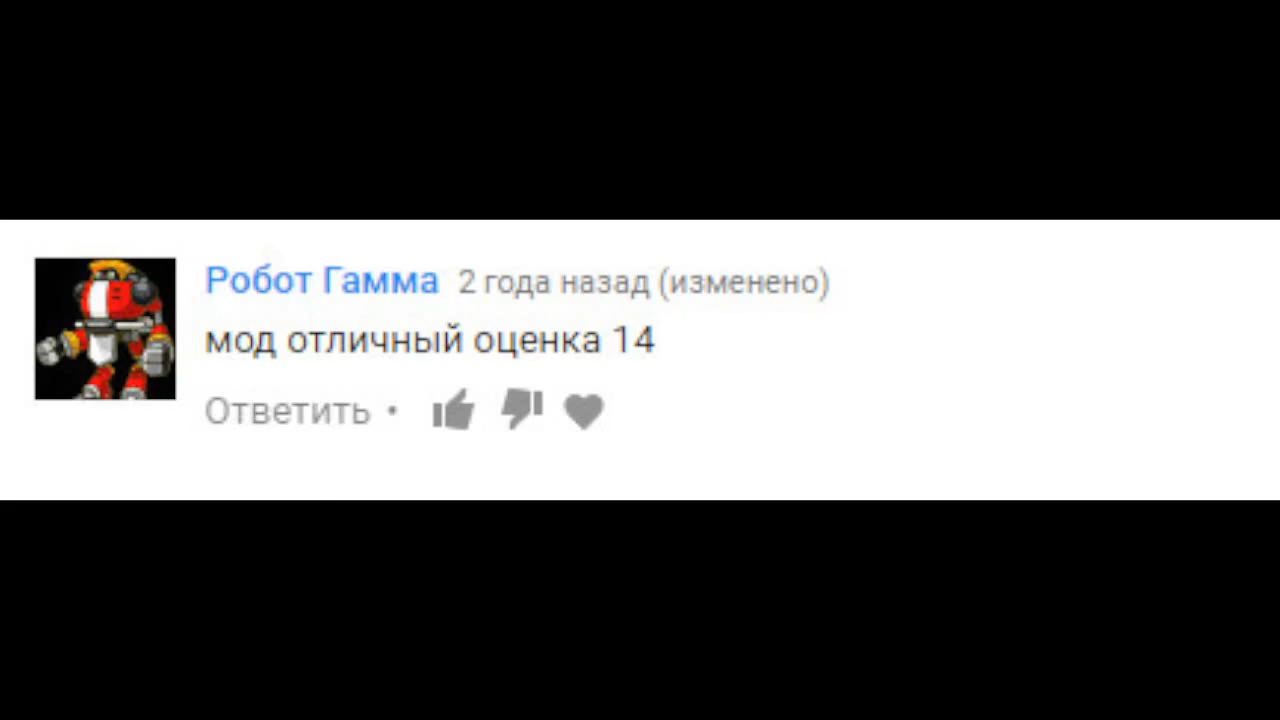 Робот Гамма 2 года назад (изменено)
мод отличный оценка 14
Ответить •